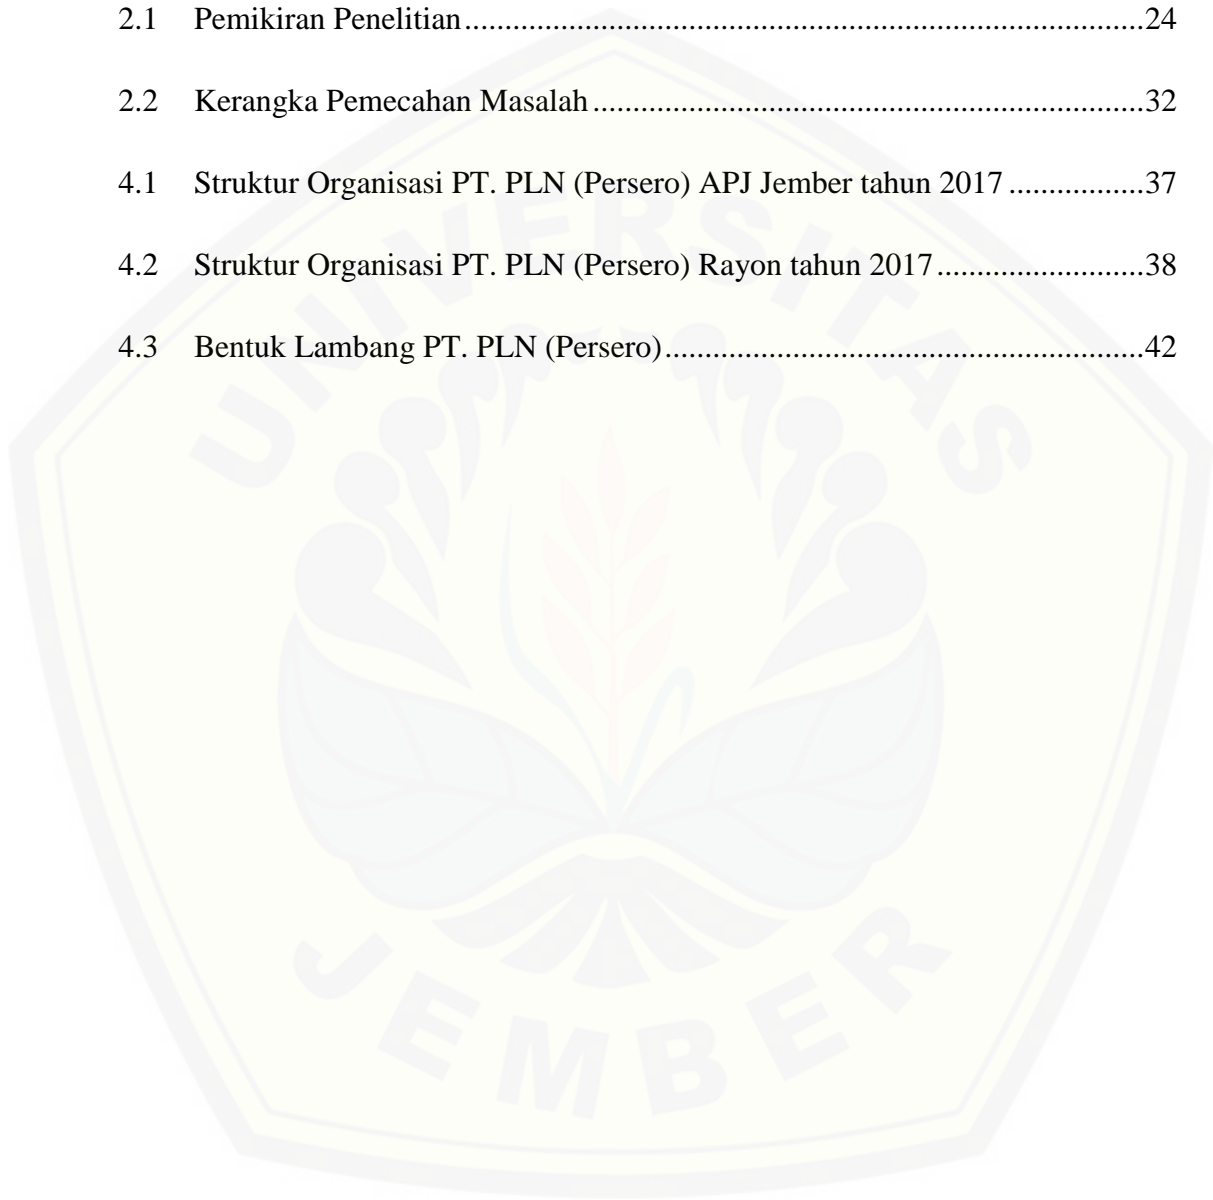 2.1 Pemikiran Penelitian.....................................................................................24
2.2 Kerangka Pemecahan Masalah.....................................................................32
4.1 Struktur Organisasi PT. PLN (Persero) APJ Jember tahun 2017.................37
4.2 Struktur Organisasi PT. PLN (Persero) Rayon tahun 2017..........................38
4.3 Bentuk Lambang PT. PLN (Persero)............................................................42
UNIVERSITAS
JEMBER